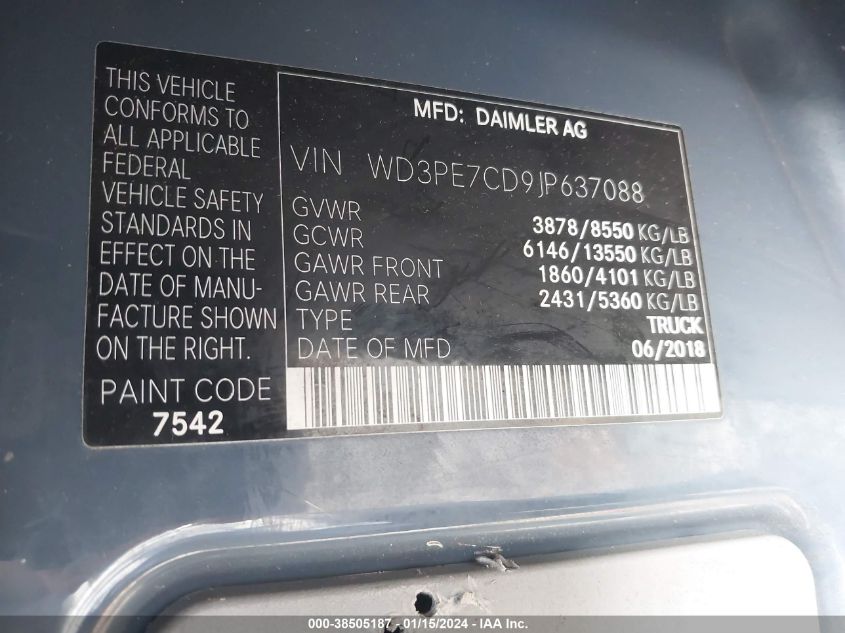 THIS VEHICLE
CONFORMS TO
ALL APPLICABLE
FEDERAL
VEHICLE SAFETY
STANDARDS IN
EFFECT ON THE
DATE OF MANU-
FACTURE SHOWN
ON THE RIGHT.
PAINT CODE
7542
MFD: DAIMLER AG
VIN WD3PE7CD9JP637088
GVWR 3878/8550 KG/LB
GCWR 6146/13550 KG/LB
GAWR FRONT 1860/4101 KG/LB
GAWR REAR 2431/5360 KG/LB
TYPE TRUCK
DATE OF MFD 06/2018
000-38505187 - 01/15/2024 - IAA Inc.